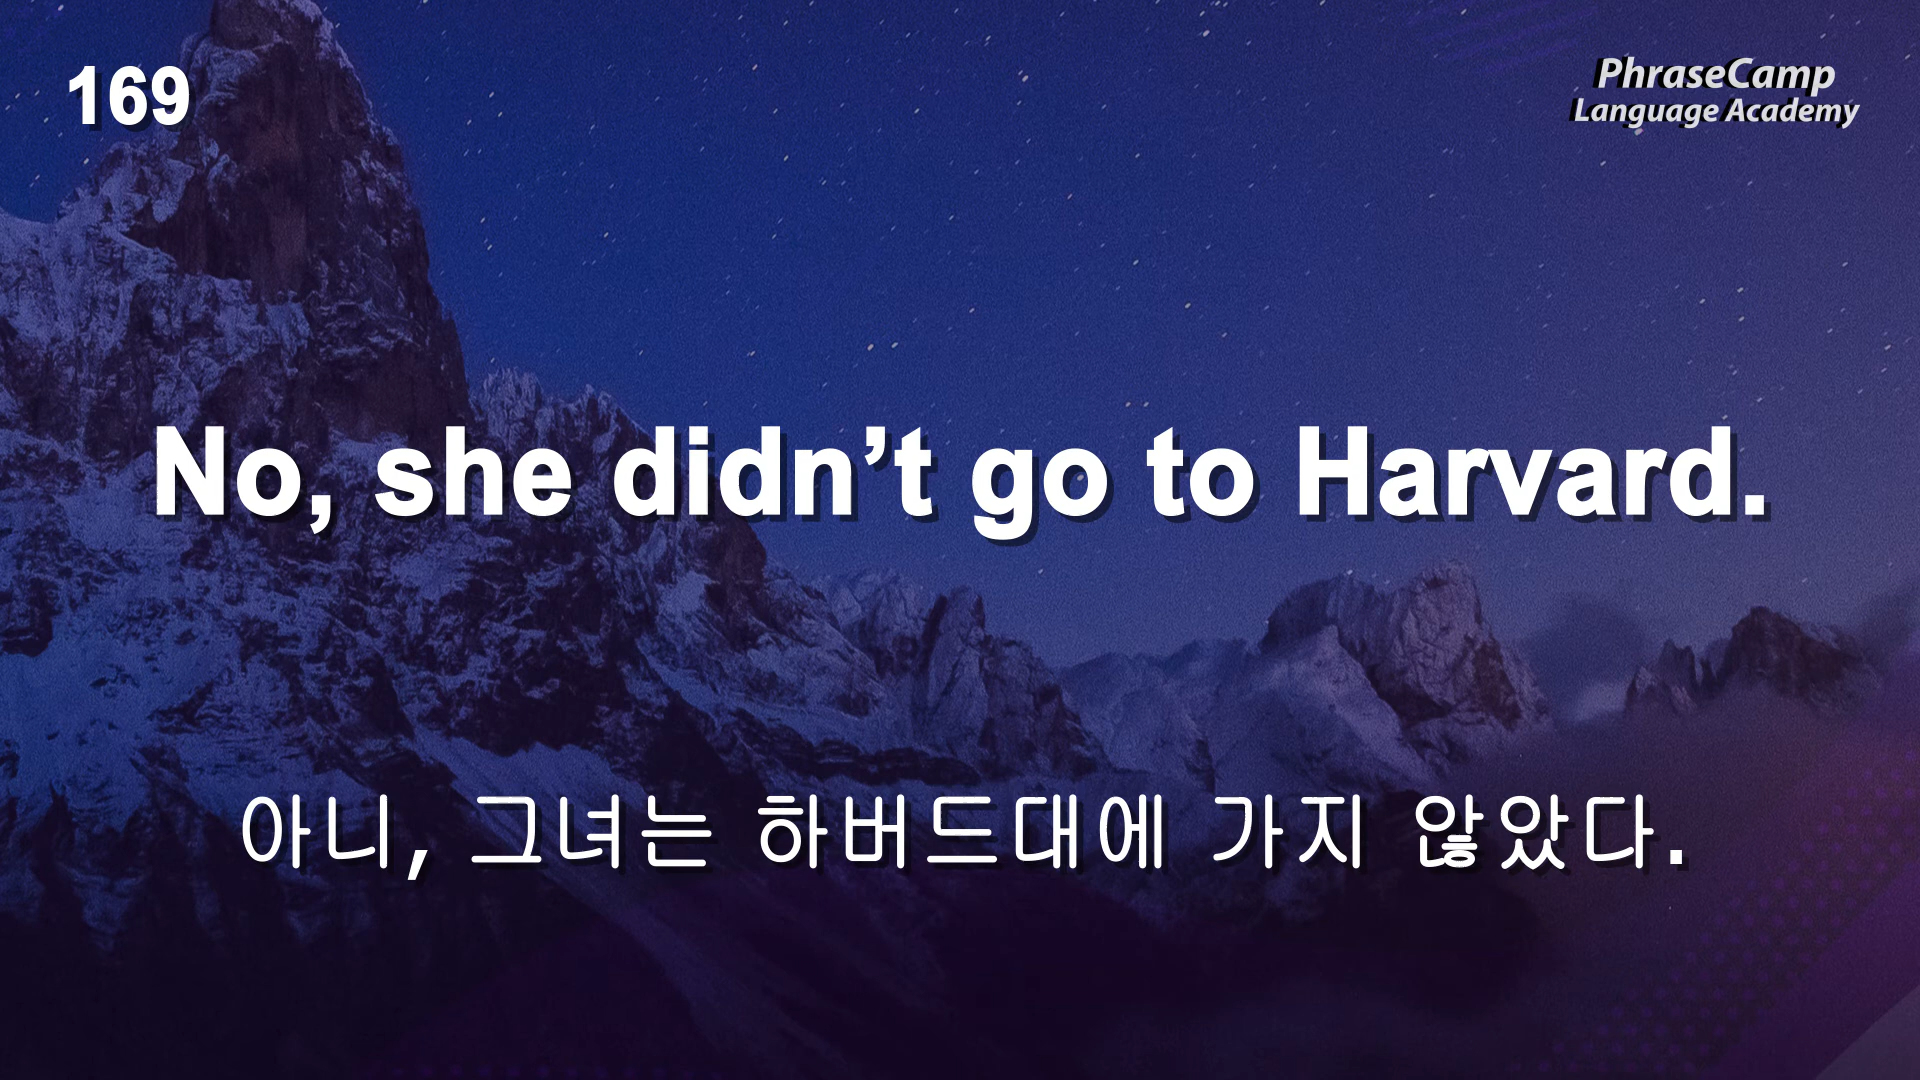 169
PhraseCamp
Language Academy
No, she didn’t go to Harvard.
아니, 그녀는 하버드대에 가지 않았다.